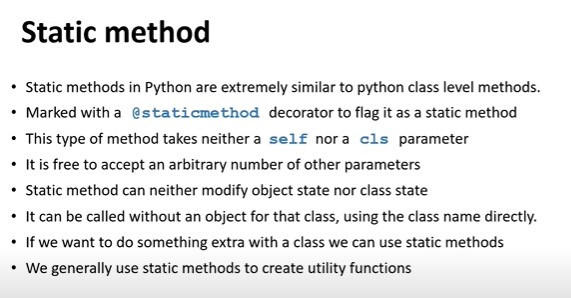 Static method
• Static methods in Python are extremely similar to python class level methods.
• Marked with a @staticmethod decorator to flag it as a static method
• This type of method takes neither a self nor a cls parameter
• It is free to accept an arbitrary number of other parameters
• Static method can neither modify object state nor class state
• It can be called without an object for that class, using the class name directly.
• If we want to do something extra with a class we can use static methods
• We generally use static methods to create utility functions